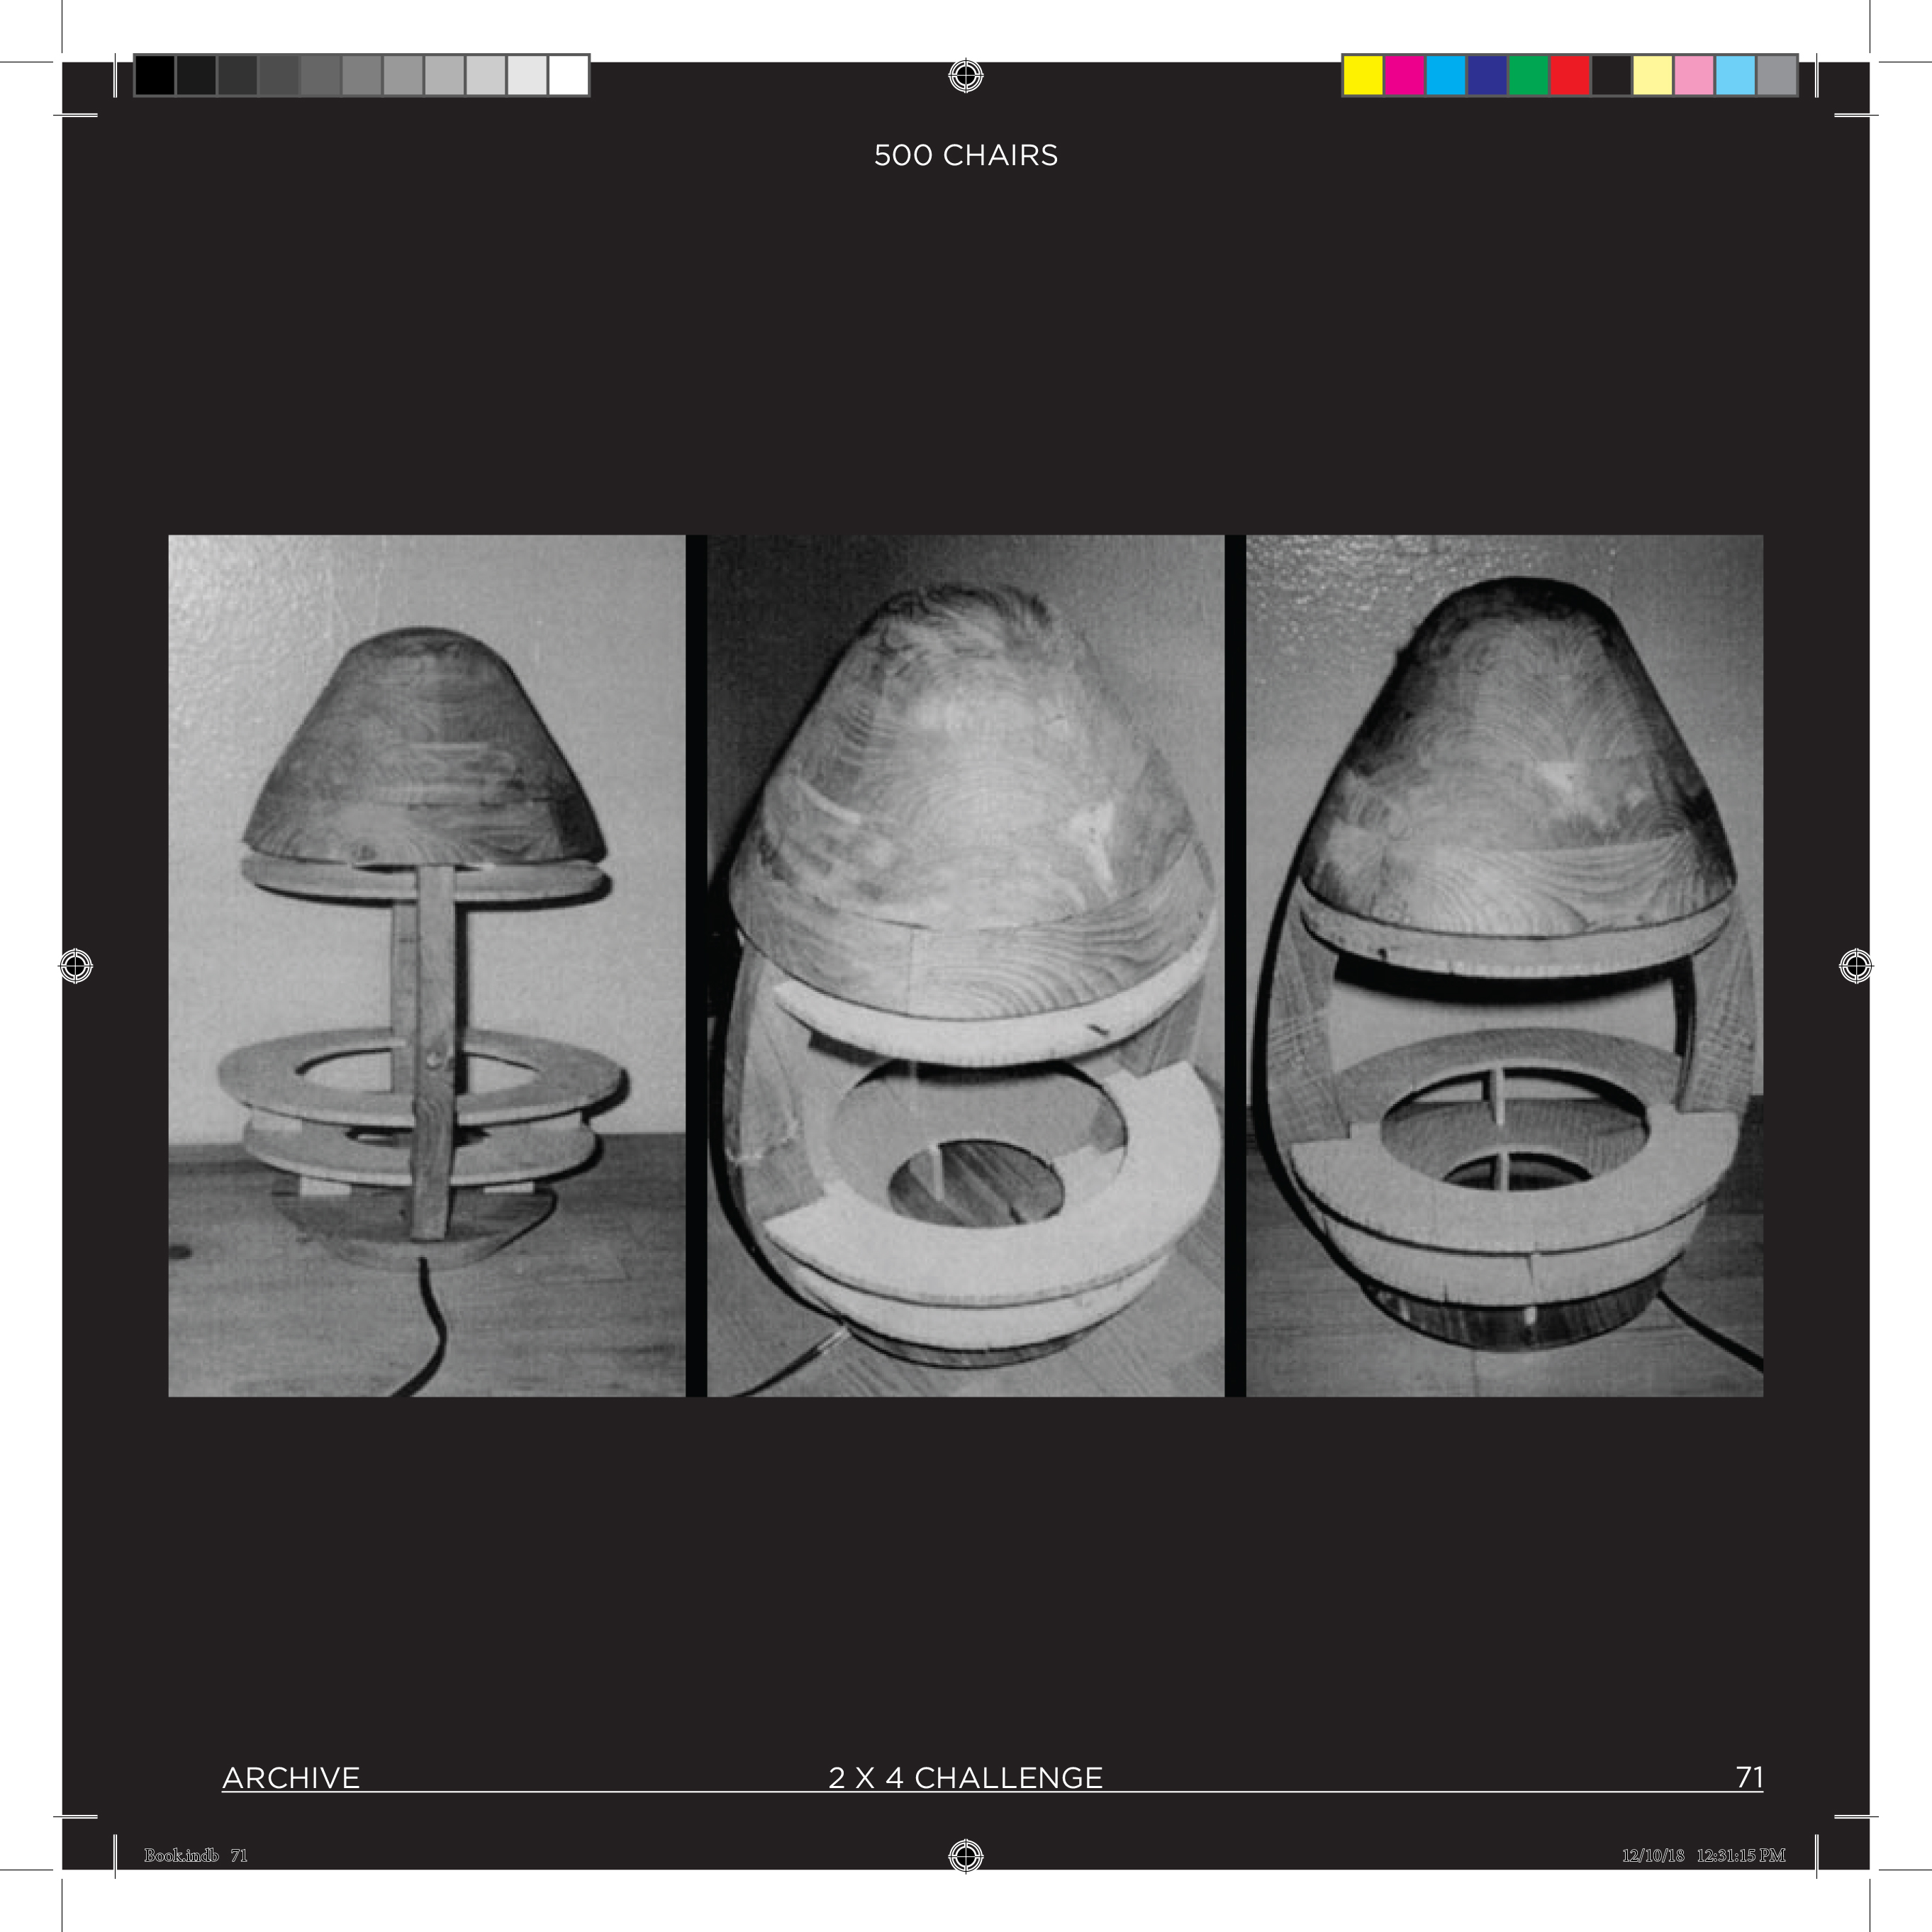 500 CHAIRS
ARCHIVE 2 X 4 CHALLENGE 71
Book.indb 71 12/10/18 12:31:15 PM